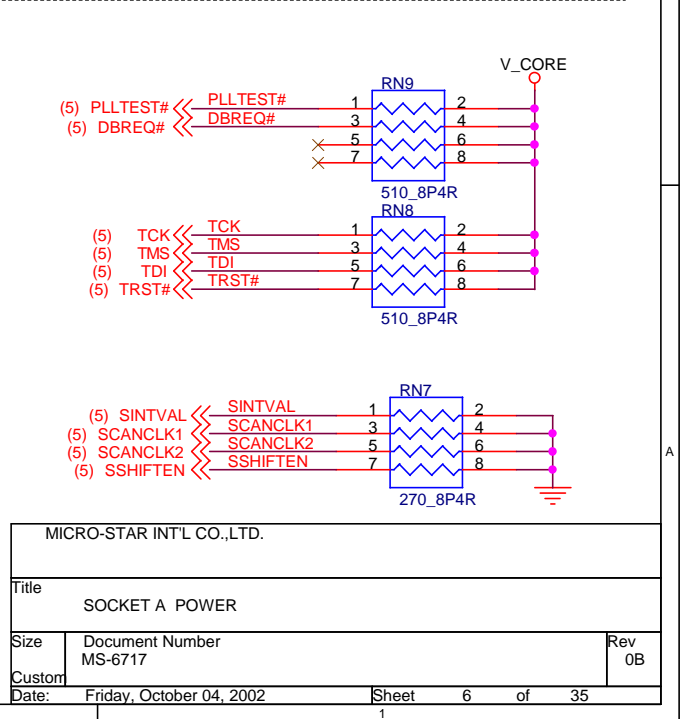 V_CORE
RN9
(5) PLLTEST# PLLTEST# 1 2
(5) DBREQ# DBREQ# 3 4
5 6
7 8
510_8P4R
RN8
(5) TCK TCK 1 2
(5) TMS TMS 3 4
(5) TDI TDI 5 6
(5) TRST# TRST# 7 8
510_8P4R
RN7
(5) SINTVAL SINTVAL 1 2
(5) SCANCLK1 SCANCLK1 3 4
(5) SCANCLK2 SCANCLK2 5 6
(5) SSHIFTEN SSHIFTEN 7 8
270_8P4R
A
MICRO-STAR INT'L CO.,LTD.
Title
SOCKET A POWER
Size Document Number Rev
MS-6717 0B
Custom
Date: Friday, October 04, 2002 Sheet 6 of 35
1